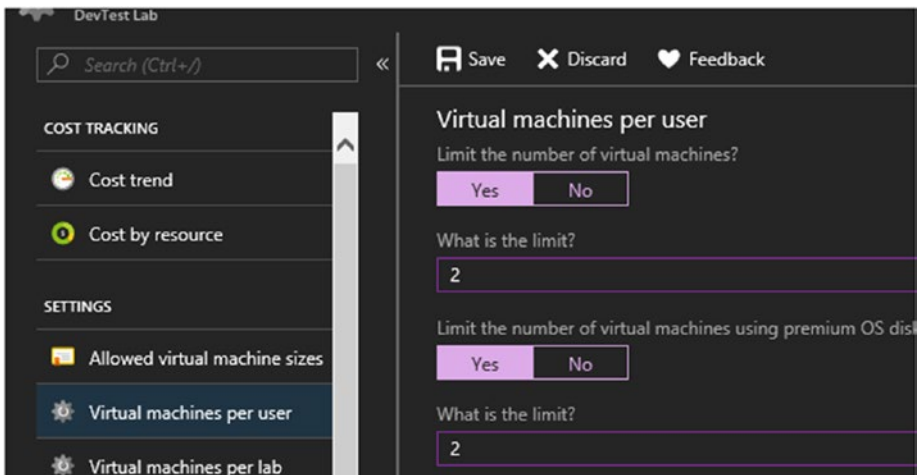 DevTest Lab
Search (Ctrl+/)
«
COST TRACKING
Cost trend
Cost by resource
SETTINGS
Allowed virtual machine sizes
Virtual machines per user
Virtual machines per lab
Save Discard Feedback
Virtual machines per user
Limit the number of virtual machines?
Yes No
What is the limit?
2
Limit the number of virtual machines using premium OS disk
Yes No
What is the limit?
2